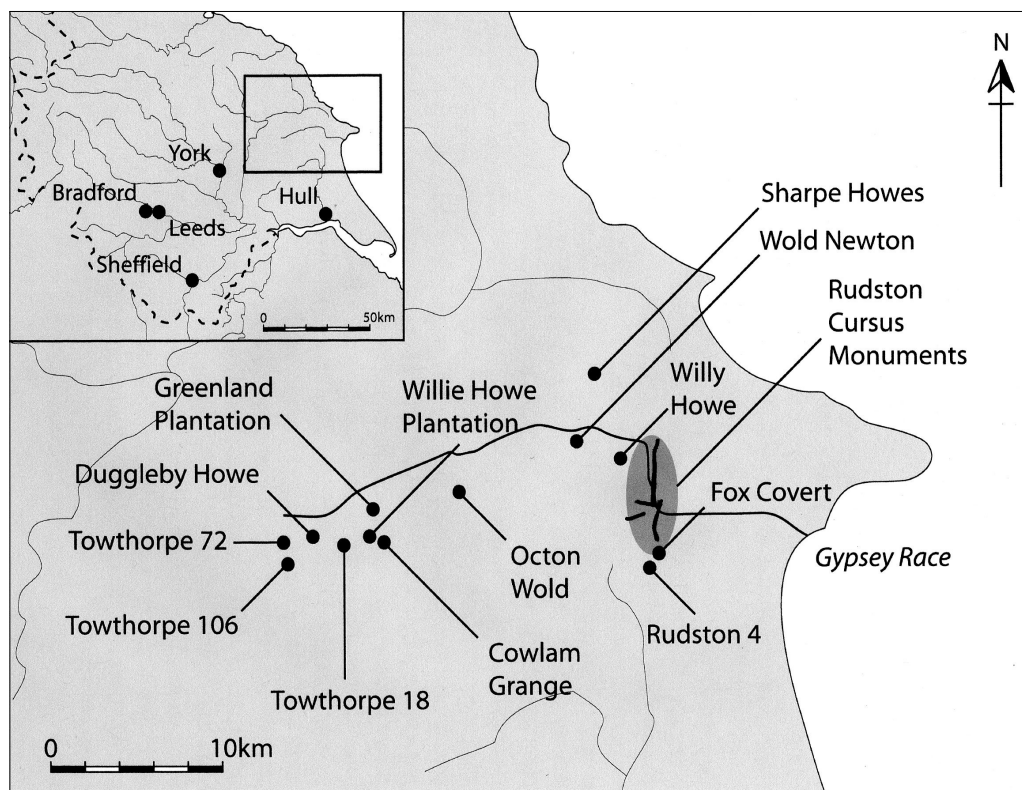 York
Bradford
Hull
Leeds
Sheffield
0 50km
N
Sharpe Howes
Wold Newton
Rudston
Cursus
Monuments
Greenland
Plantation
Willie Howe
Plantation
Willy
Howe
Duggleby Howe
Fox Covert
Towthorpe 72
Octon
Wold
Gypsey Race
Towthorpe 106
Rudston 4
Cowlam
Grange
Towthorpe 18
0 10km